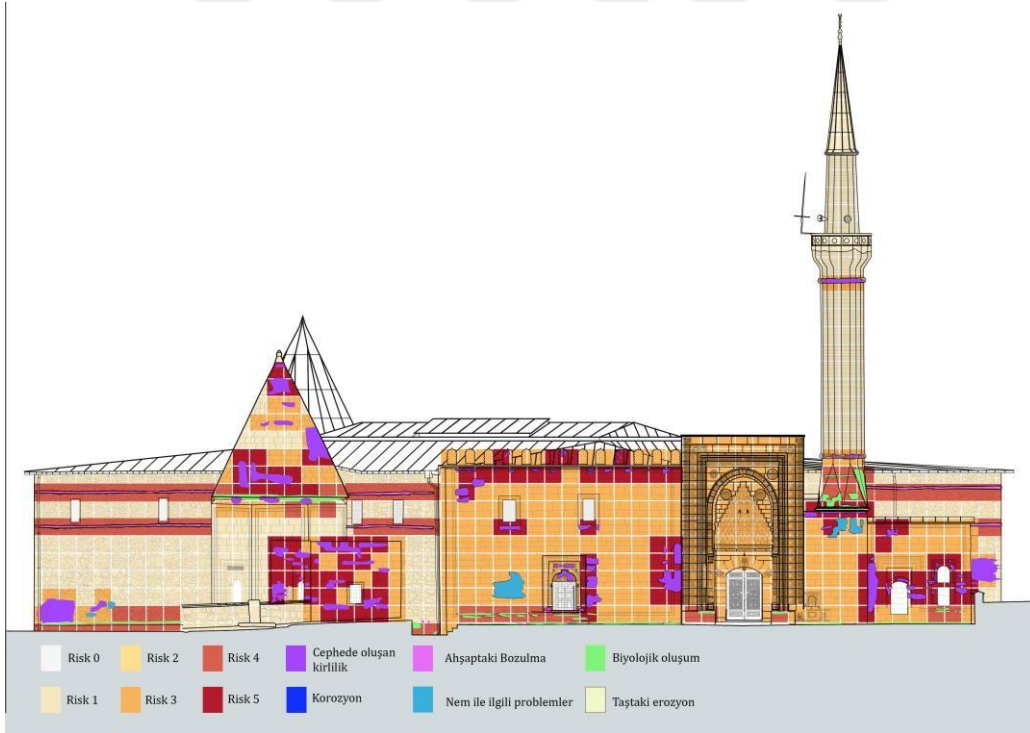 Risk 0
Risk 2
Risk 4
Cephede oluşan
kirlilik
Ahşaptaki Bozulma
Biyolojik oluşum
Risk 1
Risk 3
Risk 5
Korozyon
Nem ile ilgili problemler
Taştaki erozyon